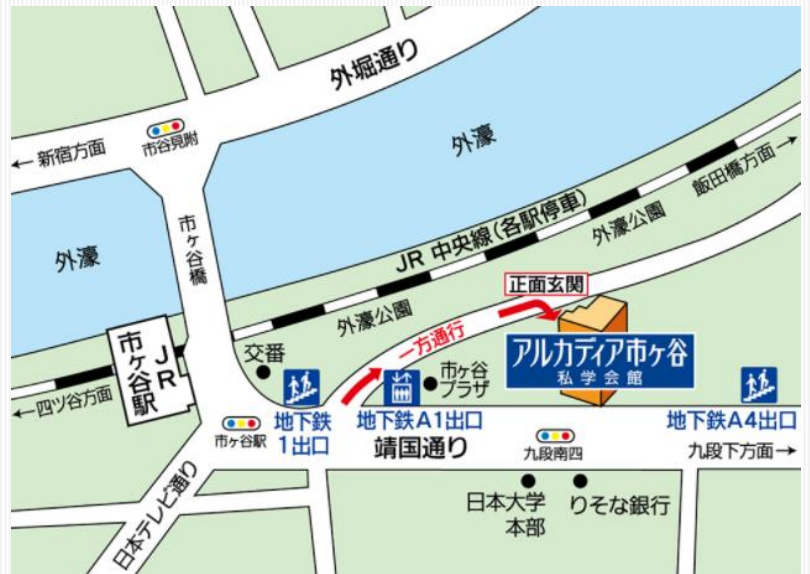 外堀通り
← 新宿方面
市谷見附
外濠
飯田橋方面→
市ヶ谷橋
JR 中央線(各駅停車)
外濠公園
外濠
正面玄関
外濠公園
一方通行
アルカディア市ヶ谷
私学会館
JR
市ヶ谷駅
交番
市ヶ谷
プラザ
←四ツ谷方面
地下鉄
1出口
地下鉄A1出口
地下鉄A4出口
市ヶ谷駅
靖国通り
九段南四
九段下方面→
日本テレビ通り
日本大学
本部
りそな銀行